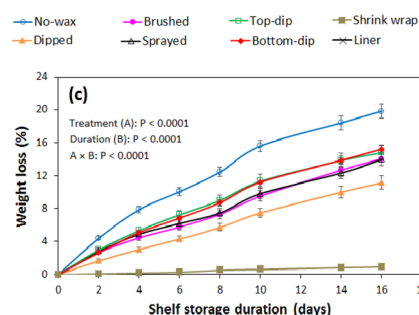 No-wax Brushed Top-dip Shrink wrap
Dipped Sprayed Bottom-dip Liner
24
(c)
20
Treatment (A): P < 0.0001
16
Duration (B): P < 0.0001
A × B: P < 0.0001
12
8
4
0
Weight loss (%)
0 2 4 6 8 10 12 14 16 1
Shelf storage duration (days)